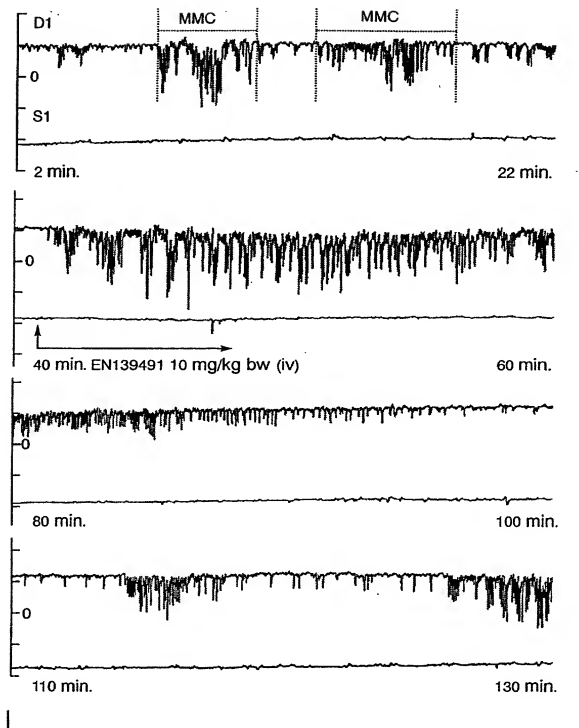 D1 MMC MMC
0
S1
2 min. 22 min.
0
40 min. EN139491 10 mg/kg bw (iv) 60 min.
0
80 min. 100 min.
0
110 min. 130 min.